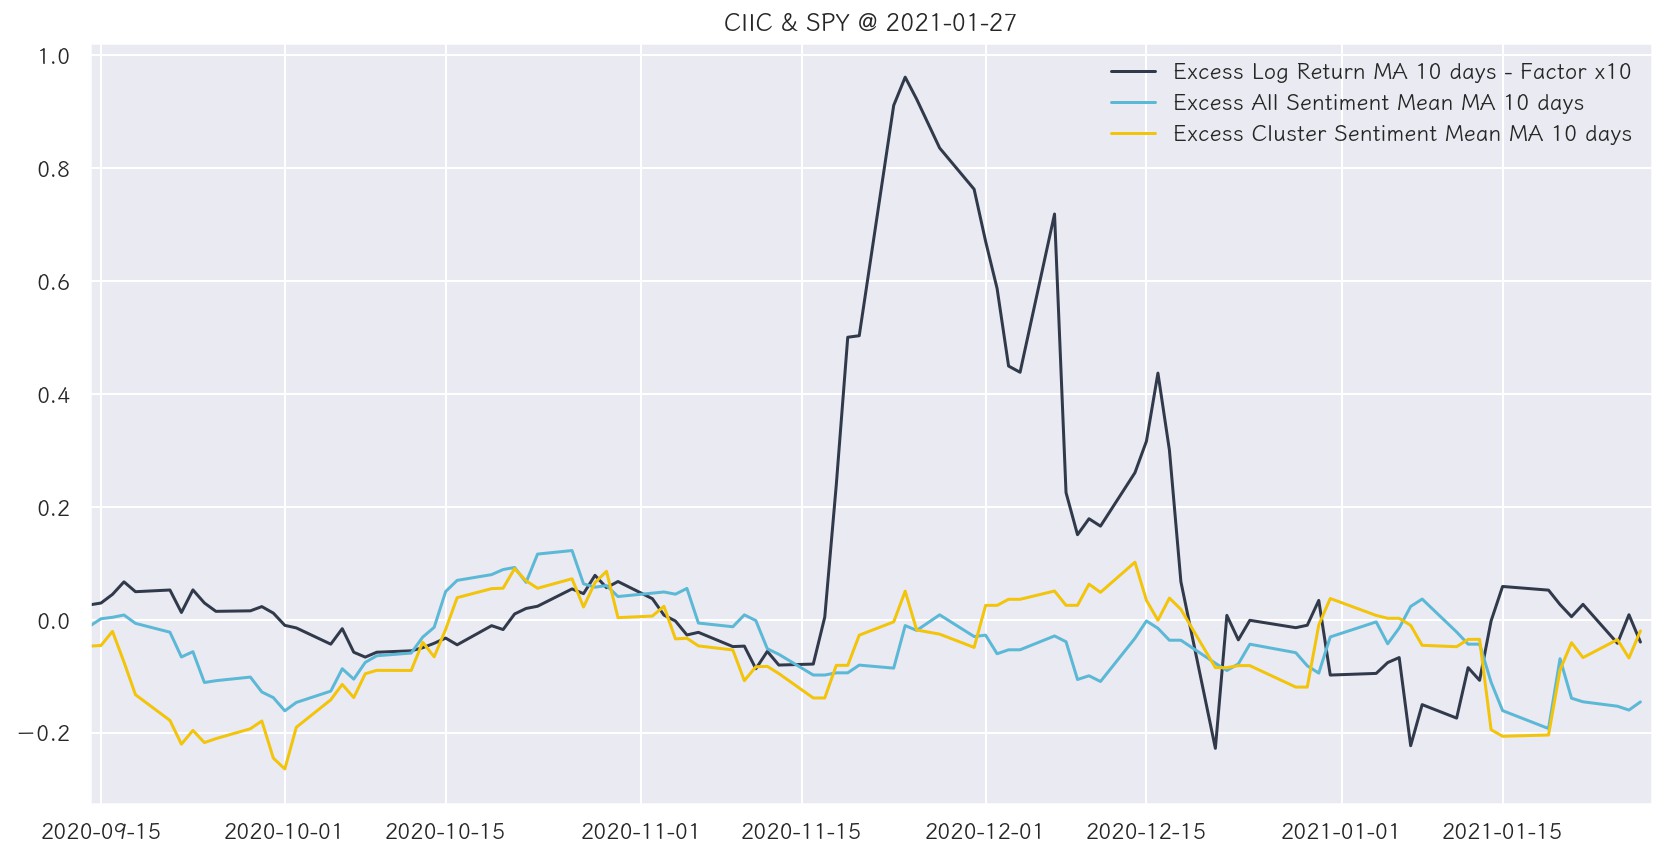 CIIC & SPY @ 2021-01-27
1.0
0.8
0.6
0.4
0.2
0.0
−0.2
Excess Log Return MA 10 days - Factor x10
Excess All Sentiment Mean MA 10 days
Excess Cluster Sentiment Mean MA 10 days
2020-09-15 2020-10-01 2020-10-15 2020-11-01 2020-11-15 2020-12-01 2020-12-15 2021-01-01 2021-01-15